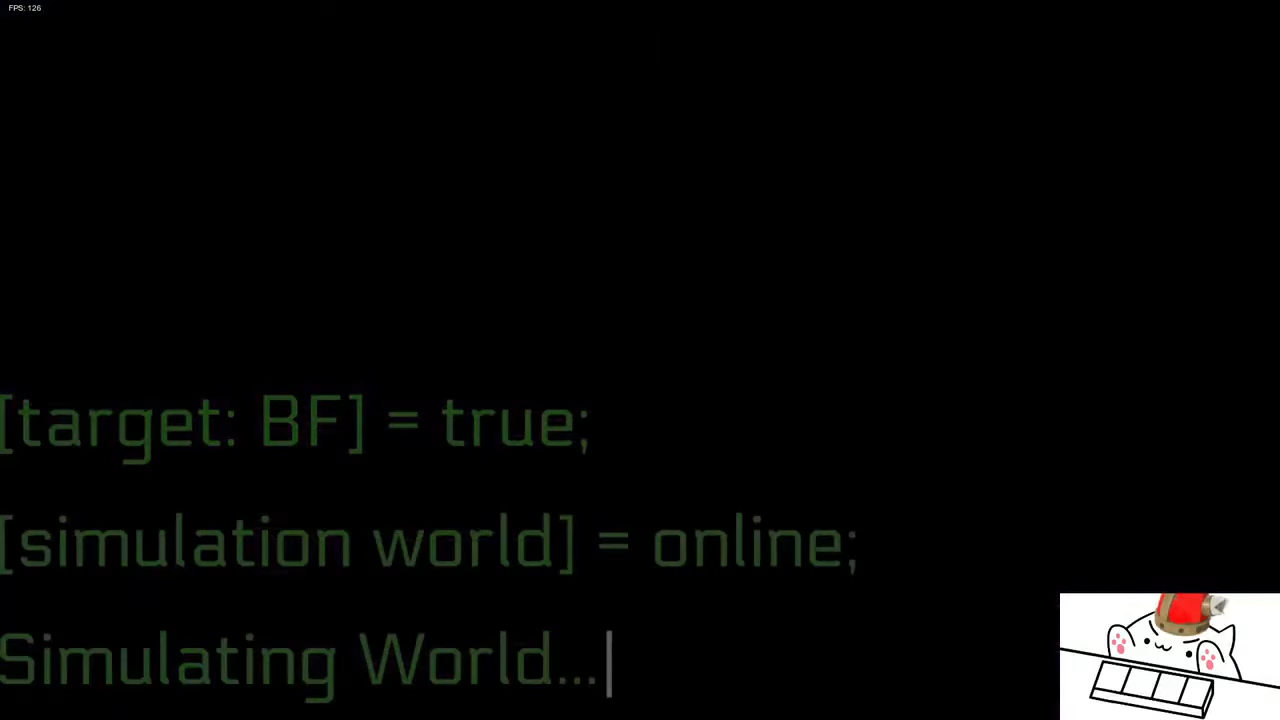 FPS: 126
[target: BF] = true;
[simulation world] = online;
Simulating World...|